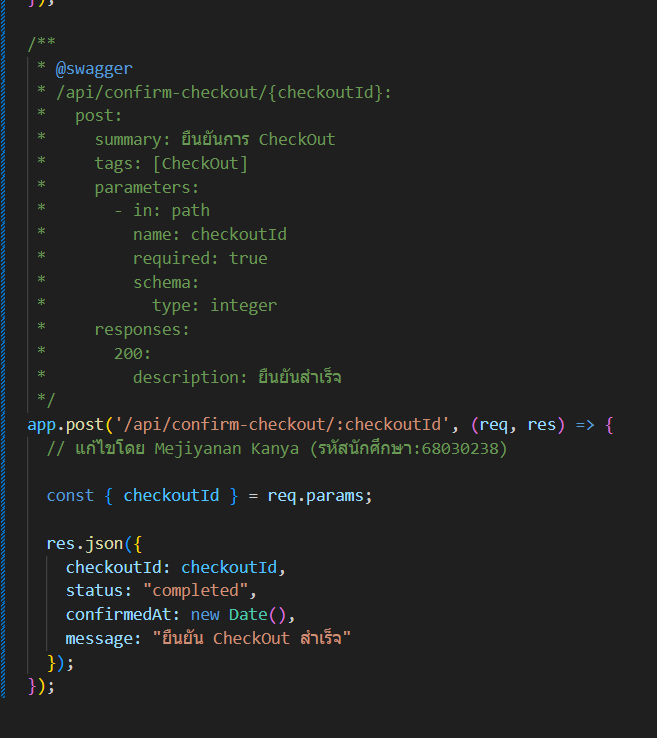 });
/**
 * @swagger
 * /api/confirm-checkout/{checkoutId}:
 *   post:
 *     summary: ยืนยันการ CheckOut
 *     tags: [CheckOut]
 *     parameters:
 *       - in: path
 *         name: checkoutId
 *         required: true
 *         schema:
 *           type: integer
 *     responses:
 *       200:
 *         description: ยืนยันสำเร็จ
 */
app.post('/api/confirm-checkout/:checkoutId', (req, res) => {
  // แก้ไขโดย Mejiyanan Kanya (รหัสนักศึกษา:68030238)
  const { checkoutId } = req.params;
  res.json({
    checkoutId: checkoutId,
    status: "completed",
    confirmedAt: new Date(),
    message: "ยืนยัน CheckOut สำเร็จ"
  });
});